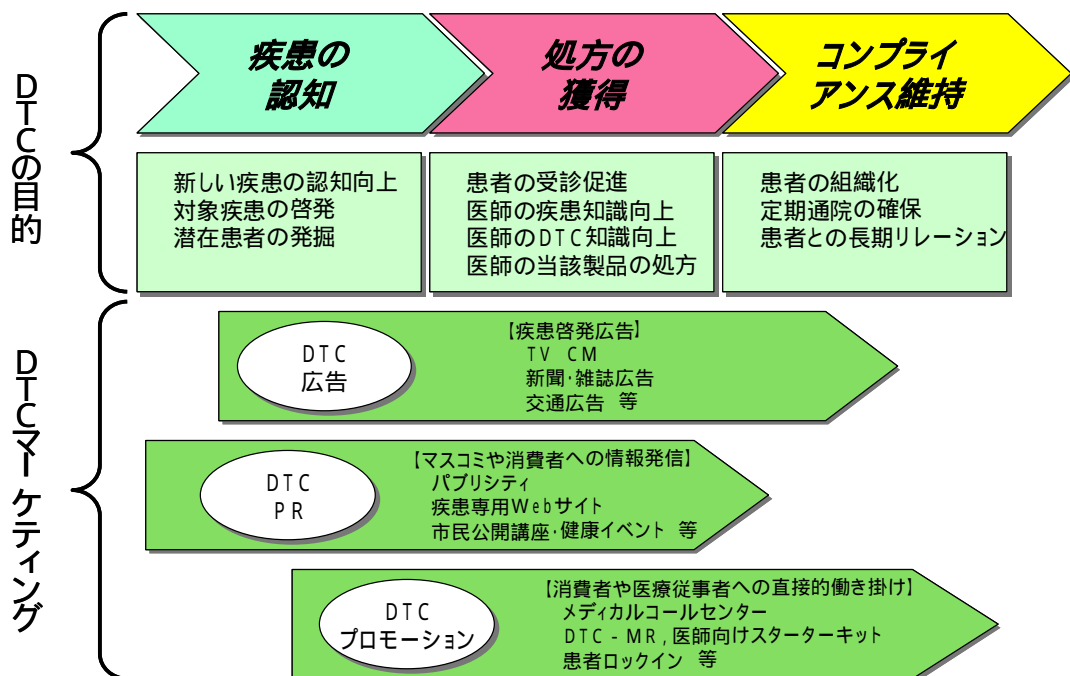 DTCの目的
疾患の
認知
処方の
獲得
コンプライ
アンス維持
新しい疾患の認知向上
対象疾患の啓発
潜在患者の発掘
患者の受診促進
医師の疾患知識向上
医師のDTC知識向上
医師の当該製品の処方
患者の組織化
定期通院の確保
患者との長期リレーション
DTCマーケティング
DTC
広告
【疾患啓発広告】
TV CM
新聞・雑誌広告
交通広告 等
DTC
PR
【マスコミや消費者への情報発信】
パブリシティ
疾患専用Webサイト
市民公開講座・健康イベント 等
DTC
プロモーション
【消費者や医療従事者への直接的働き掛け】
メディカルコールセンター
DTC-MR,医師向けスターターキット
患者ロックイン 等